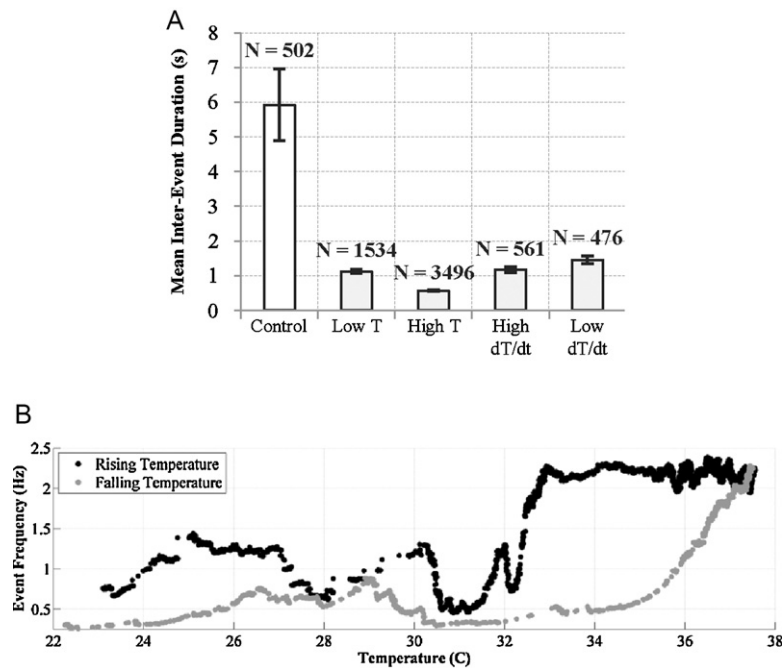 A
Mean Inter-Event Duration (s)
8
7
6
5
4
3
2
1
0
N = 502
N = 1534
N = 3496
N = 561
N = 476
Control
Low T
High T
High
dT/dt
Low
dT/dt
B
Event Frequency (Hz)
2.5
2
1.5
1
0.5
Rising Temperature
Falling Temperature
22 24 26 28 30 32 34 36 38
Temperature (C)